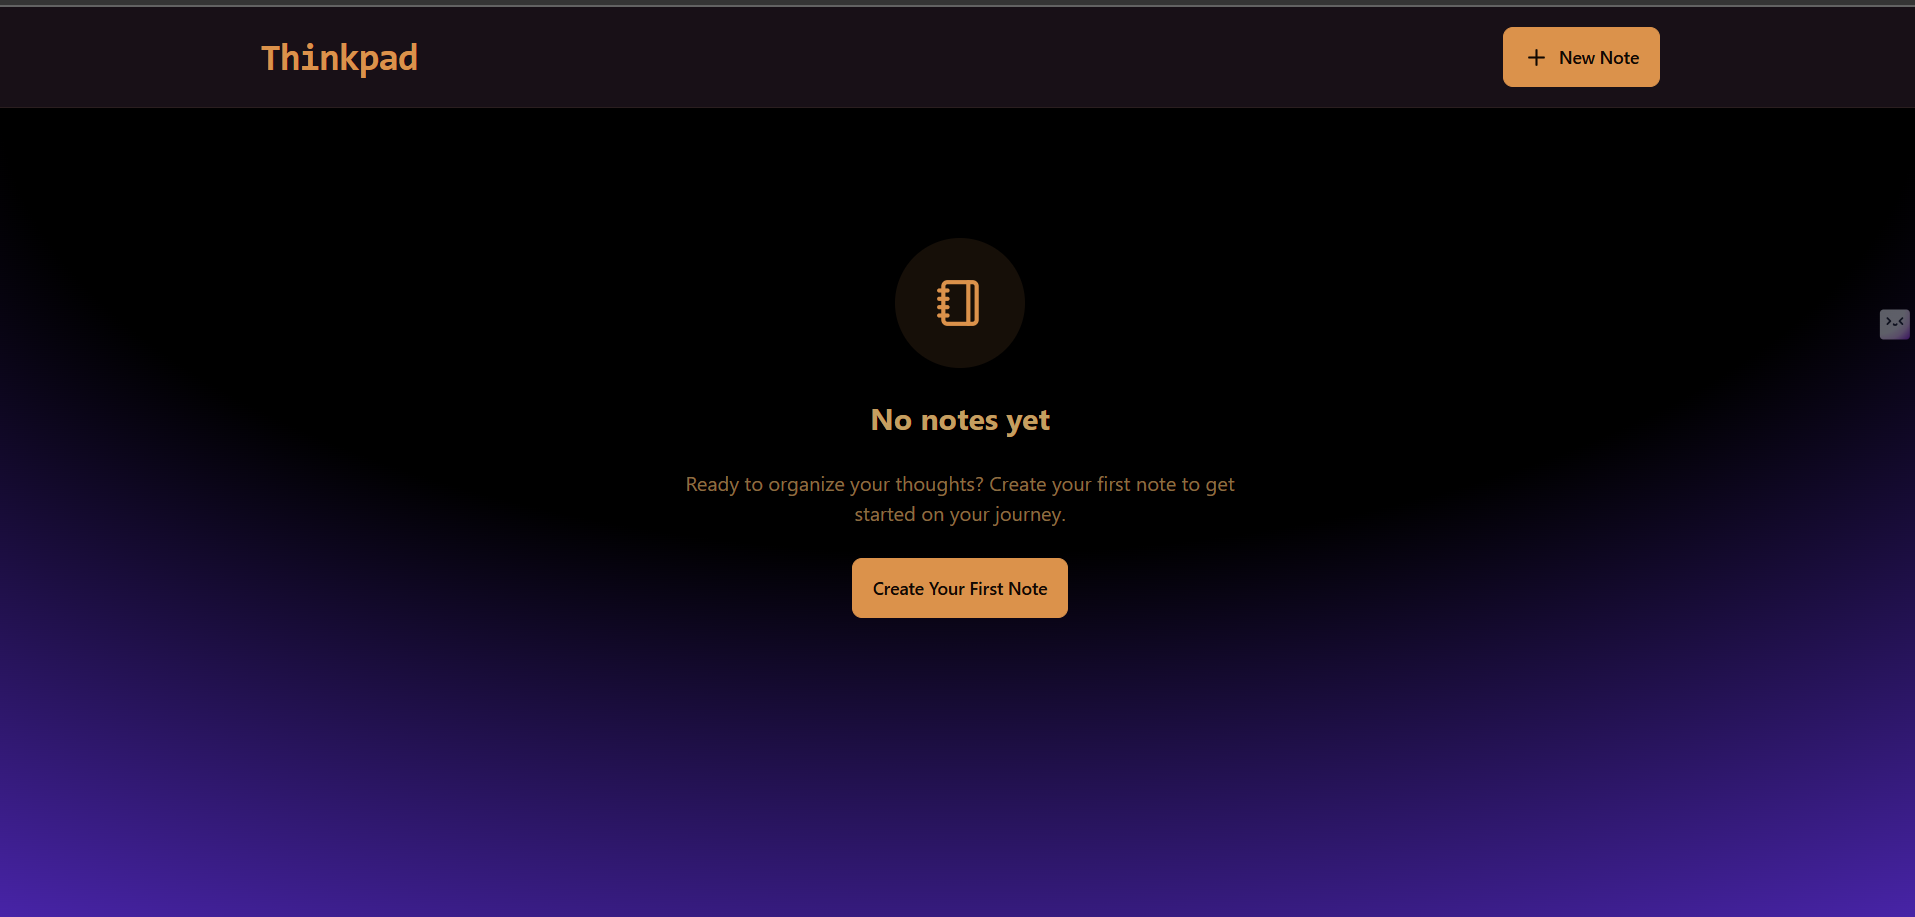 Thinkpad
New Note
No notes yet
Ready to organize your thoughts? Create your first note to get
started on your journey.
Create Your First Note